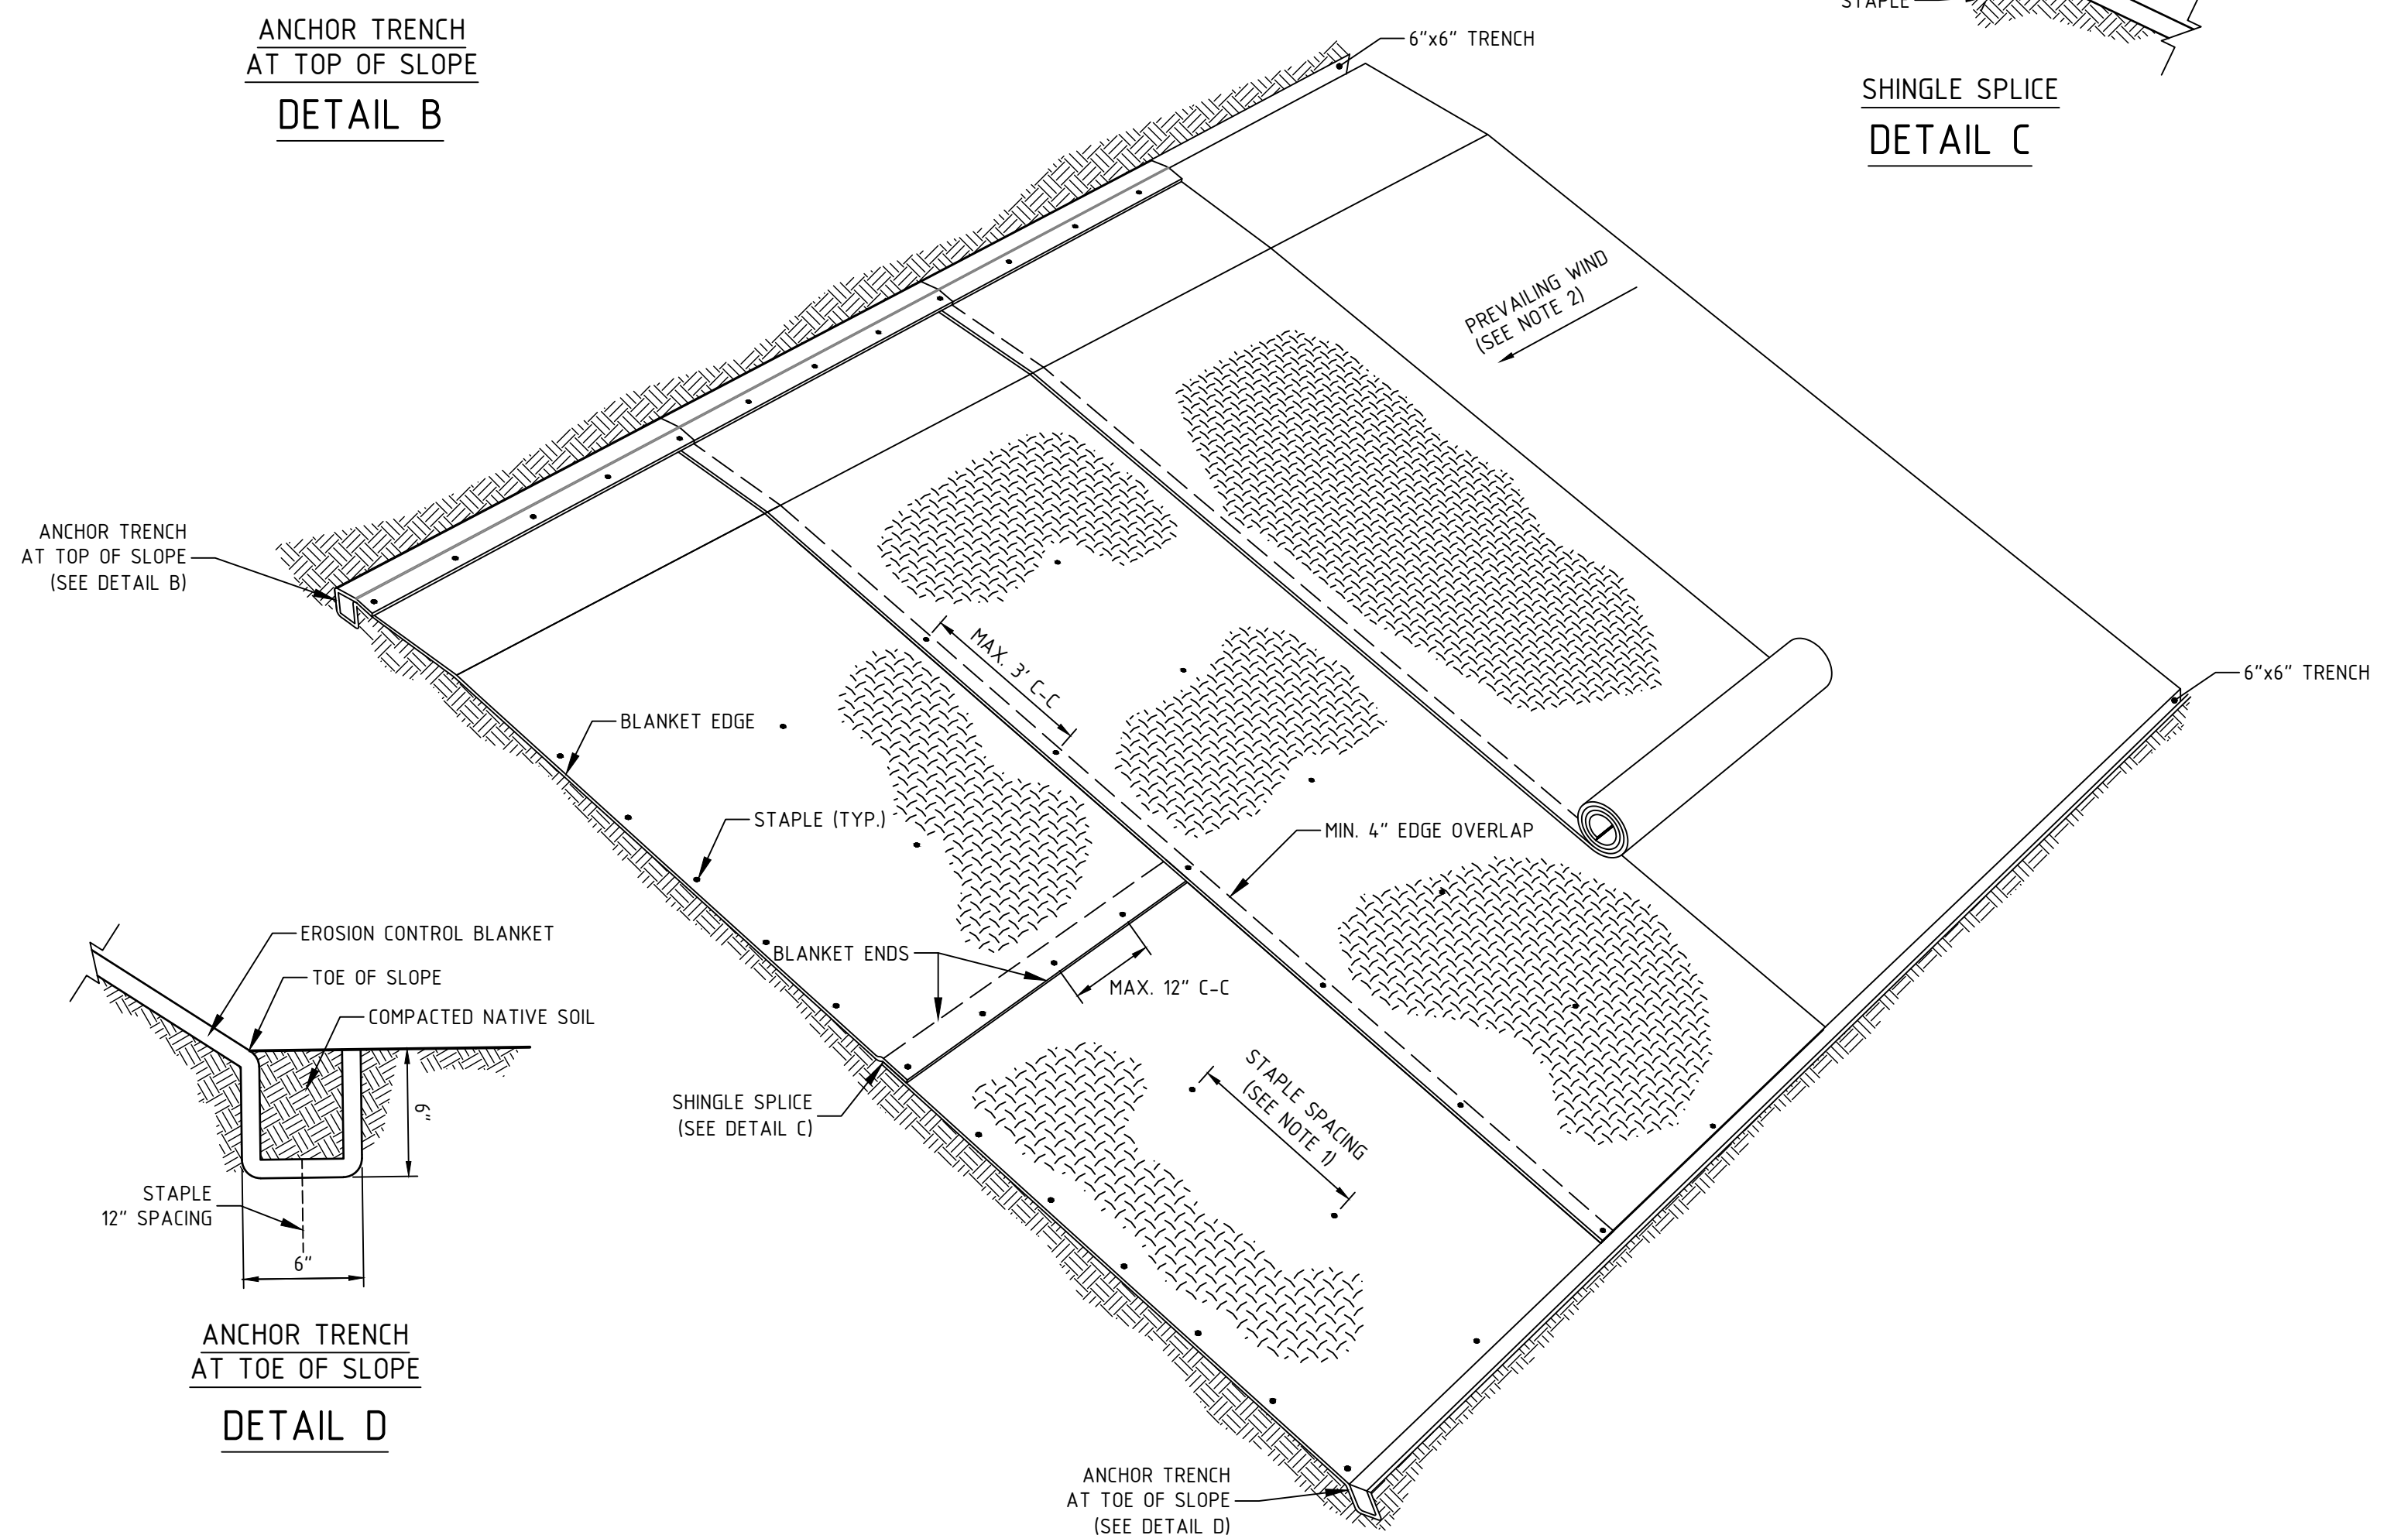 STAPLE
ANCHOR TRENCH
AT TOP OF SLOPE
DETAIL B
6"x6" TRENCH
SHINGLE SPLICE
DETAIL C
PREVAILING WIND
(SEE NOTE 2)
ANCHOR TRENCH
AT TOP OF SLOPE
(SEE DETAIL B)
MAX. 3' C-C
6"x6" TRENCH
BLANKET EDGE
STAPLE (TYP.)
MIN. 4" EDGE OVERLAP
EROSION CONTROL BLANKET
BLANKET ENDS
TOE OF SLOPE
MAX. 12" C-C
COMPACTED NATIVE SOIL
6"
SHINGLE SPLICE
(SEE DETAIL C)
STAPLE SPACING
(SEE NOTE 1)
STAPLE
12" SPACING
6"
ANCHOR TRENCH
AT TOE OF SLOPE
DETAIL D
ANCHOR TRENCH
AT TOE OF SLOPE
(SEE DETAIL D)